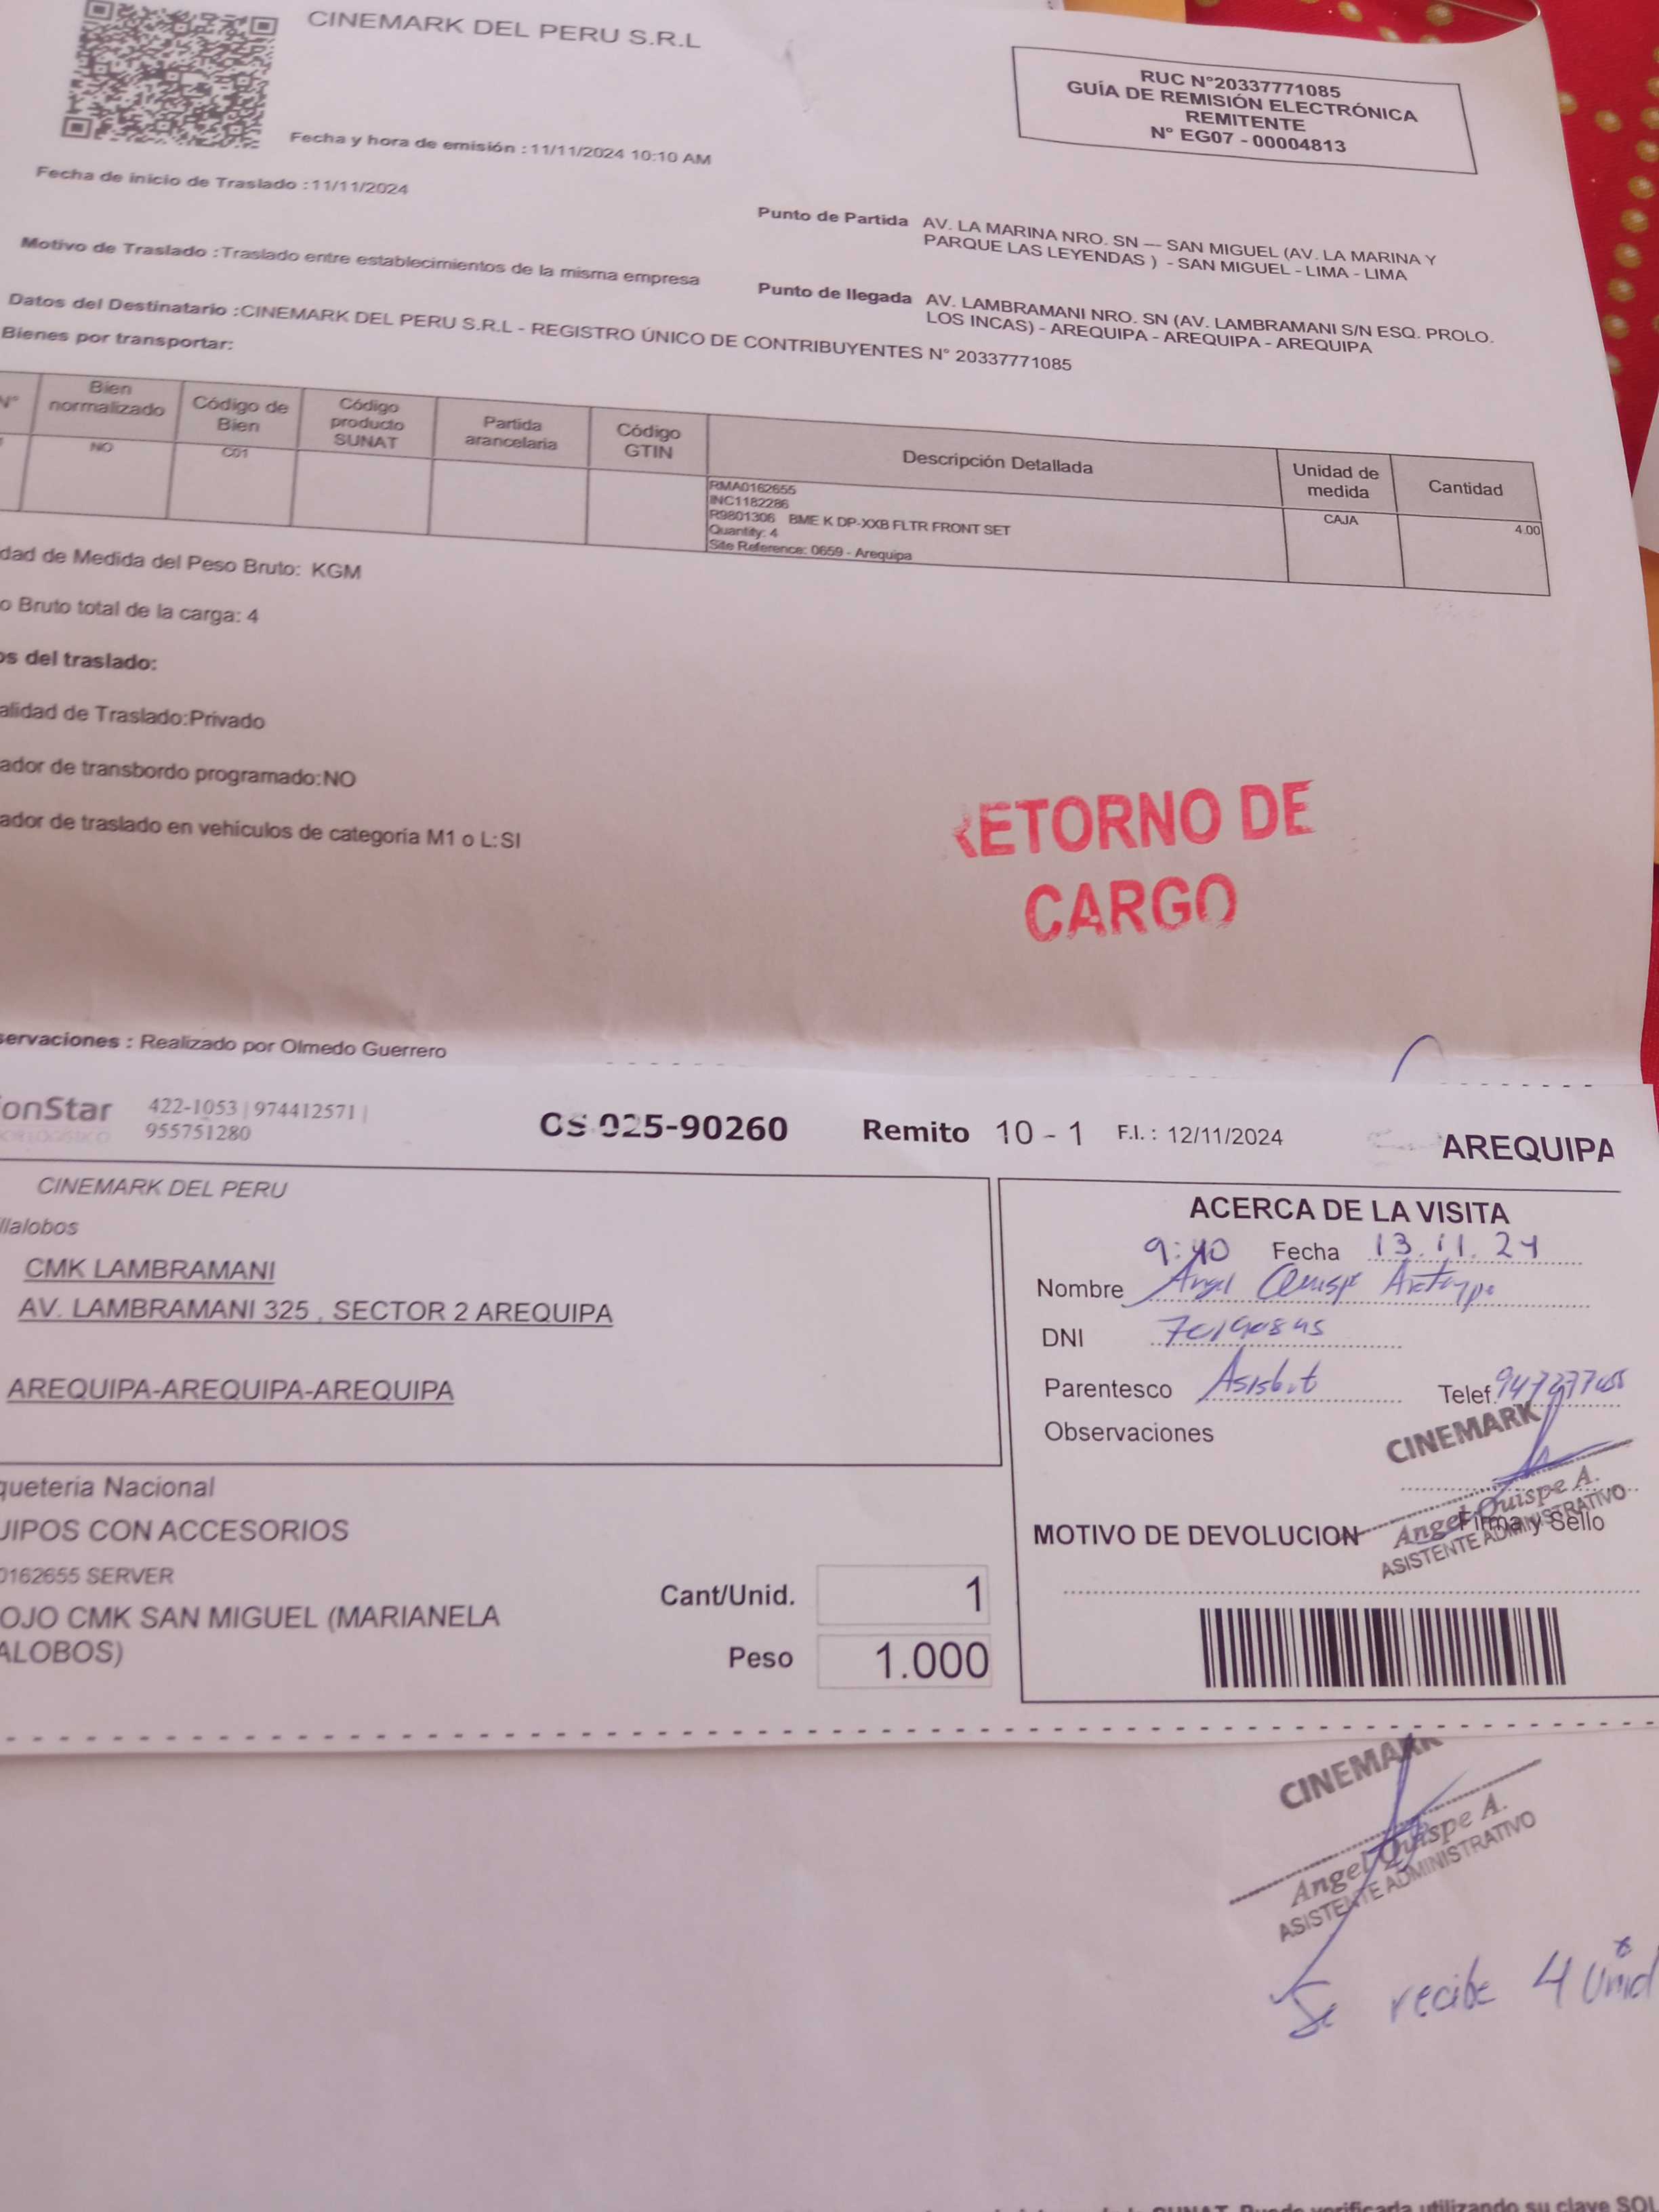 CINEMARK DEL PERU S.R.L
RUC N°20337771085
GUÍA DE REMISIÓN ELECTRÓNICA
REMITENTE
N° EG07 - 00004813
Fecha y hora de emisión :11/11/2024 10:10 AM
Fecha de inicio de Traslado :11/11/2024
Punto de Partida AV. LA MARINA NRO. SN --- SAN MIGUEL (AV. LA MARINA Y
PARQUE LAS LEYENDAS ) - SAN MIGUEL - LIMA - LIMA
Motivo de Traslado :Traslado entre establecimientos de la misma empresa
Punto de llegada AV. LAMBRAMANI NRO. SN (AV. LAMBRAMANI S/N ESQ. PROLO.
LOS INCAS) - AREQUIPA - AREQUIPA - AREQUIPA
Datos del Destinatario :CINEMARK DEL PERU S.R.L - REGISTRO ÚNICO DE CONTRIBUYENTES N° 20337771085
Bienes por transportar:
N° Bien normalizado Código de Bien Código producto SUNAT Partida arancelaria Código GTIN Descripción Detallada Unidad de medida Cantidad
NO C01 RMA0162655 CAJA 4.00
INC1182286
R9801306 BME K DP-XXB FLTR FRONT SET
Quantity: 4
Site Reference: 0659 - Arequipa
dad de Medida del Peso Bruto: KGM
o Bruto total de la carga: 4
os del traslado:
alidad de Traslado:Privado
ador de transbordo programado:NO
ador de traslado en vehículos de categoría M1 o L:SI
RETORNO DE
CARGO
servaciones : Realizado por Olmedo Guerrero
onStar 422-1053 | 974412571 |
955751280
OS 025-90260 Remito 10 - 1 F.I. : 12/11/2024 AREQUIPA
CINEMARK DEL PERU
llalobos
CMK LAMBRAMANI
AV. LAMBRAMANI 325 , SECTOR 2 AREQUIPA
AREQUIPA-AREQUIPA-AREQUIPA
ACERCA DE LA VISITA
9:40 Fecha 13.11.24
Nombre Angel Quispe
DNI
Parentesco Telef.
Observaciones
CINEMARK
Angel Quispe A.
ASISTENTE ADMINISTRATIVO
Firma y Sello
MOTIVO DE DEVOLUCION
queteria Nacional
UIPOS CON ACCESORIOS
0162655 SERVER
OJO CMK SAN MIGUEL (MARIANELA
ALOBOS)
Cant/Unid. 1
Peso 1.000
CINEMARK
Angel Quispe A.
ASISTENTE ADMINISTRATIVO
Se recibe 4 Unid